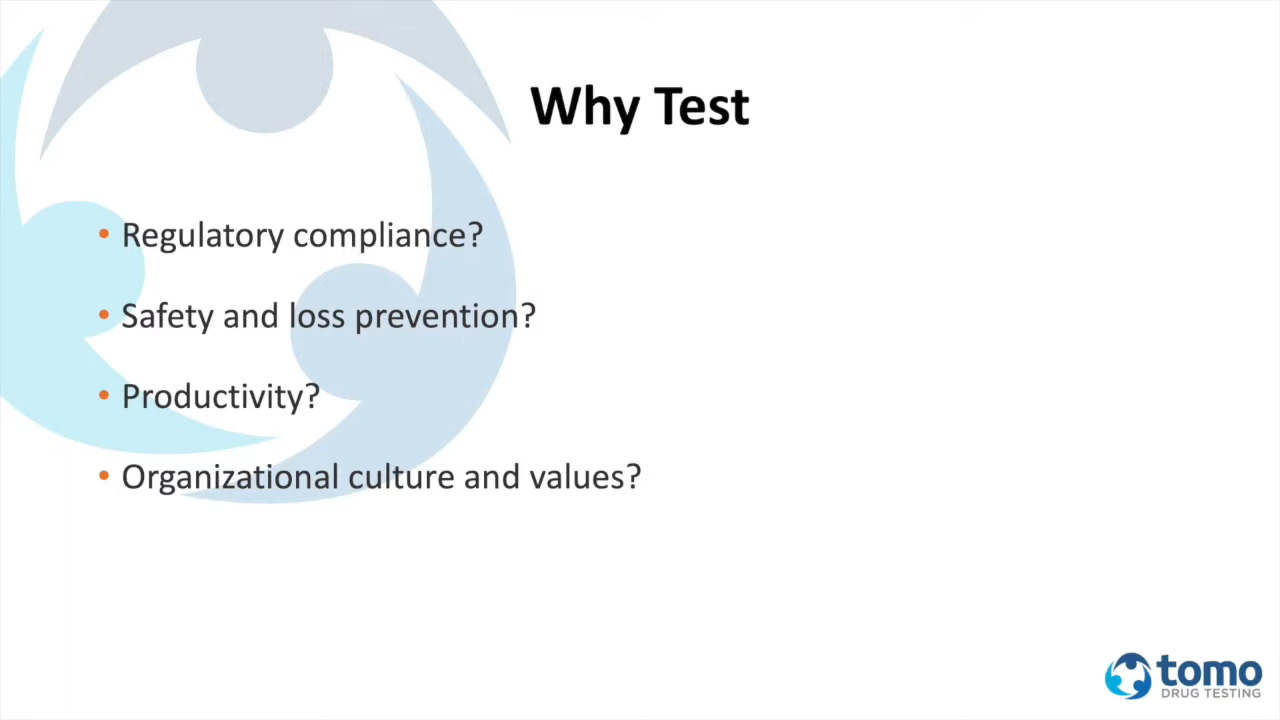 Why Test
• Regulatory compliance?
• Safety and loss prevention?
• Productivity?
• Organizational culture and values?
tomo
DRUG TESTING